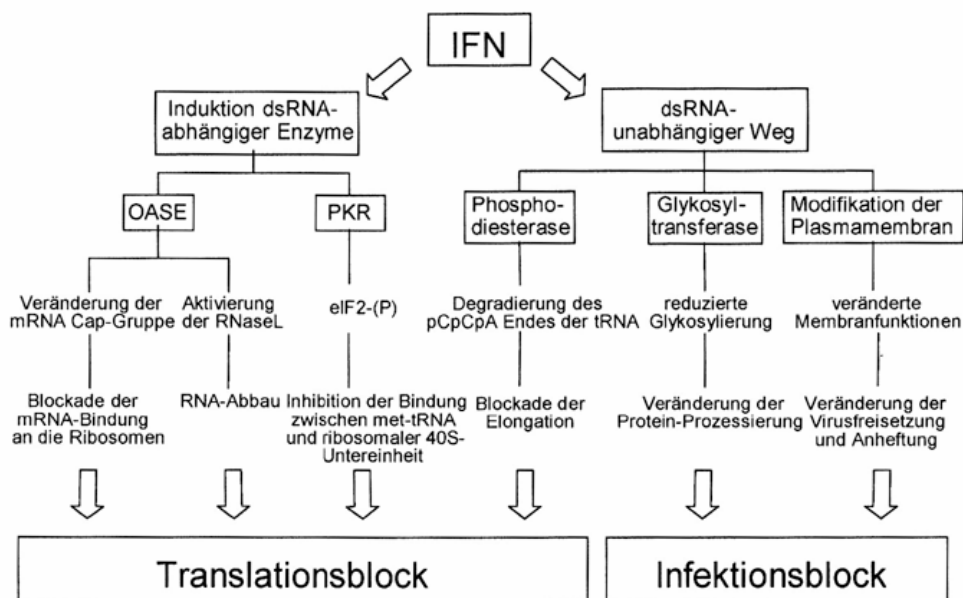 IFN
Induktion dsRNA-
abhängiger Enzyme
dsRNA-
unabhängiger Weg
OASE
PKR
Phospho-
diesterase
Glykosyl-
transferase
Modifikation der
Plasmamembran
Veränderung der
mRNA Cap-Gruppe
Aktivierung
der RNaseL
eIF2-(P)
Degradierung des
pCpCpA Endes der tRNA
reduzierte
Glykosylierung
veränderte
Membranfunktionen
Blockade der
mRNA-Bindung
an die Ribosomen
RNA-Abbau
Inhibition der Bindung
zwischen met-tRNA
und ribosomaler 40S-
Untereinheit
Blockade der
Elongation
Veränderung der
Protein-Prozessierung
Veränderung der
Virusfreisetzung
und Anheftung
Translationsblock
Infektionsblock